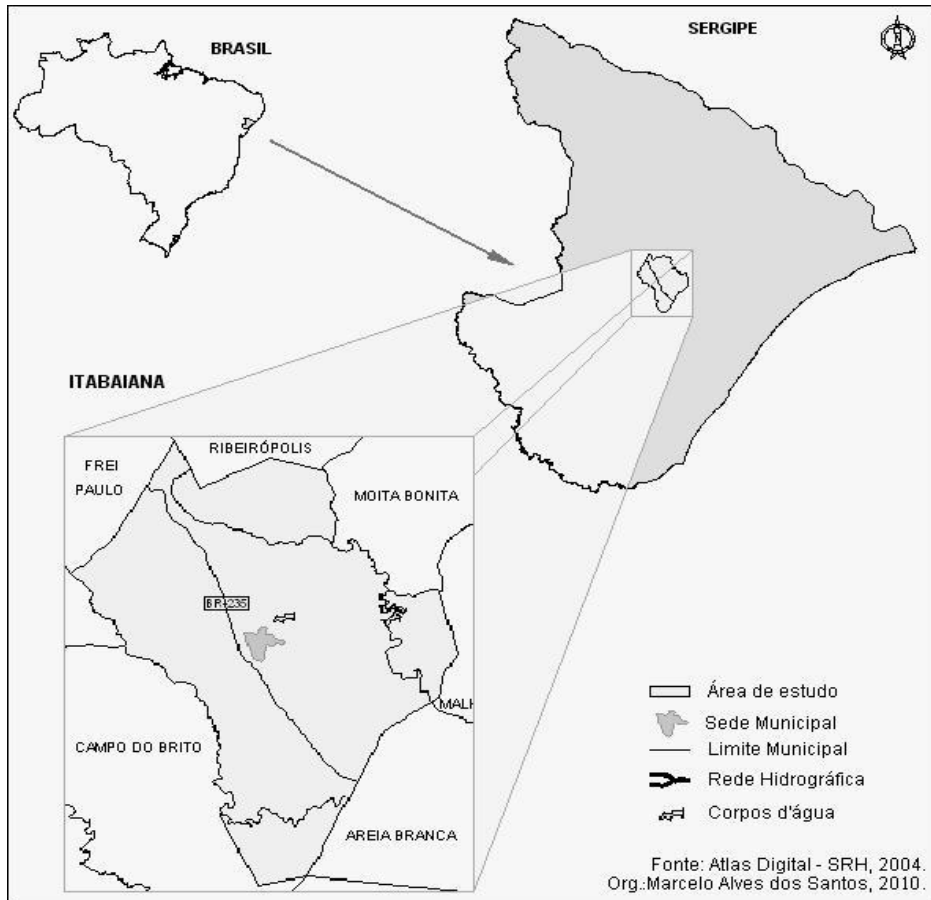 BRASIL
SERGIPE
N
ITABAIANA
RIBEIRÓPOLIS
FREI
PAULO
MOITA BONITA
BR-235
MALH
CAMPO DO BRITO
AREIA BRANCA
Área de estudo
Sede Municipal
Limite Municipal
Rede Hidrográfica
Corpos d'água
Fonte: Atlas Digital - SRH, 2004.
Org.:Marcelo Alves dos Santos, 2010.